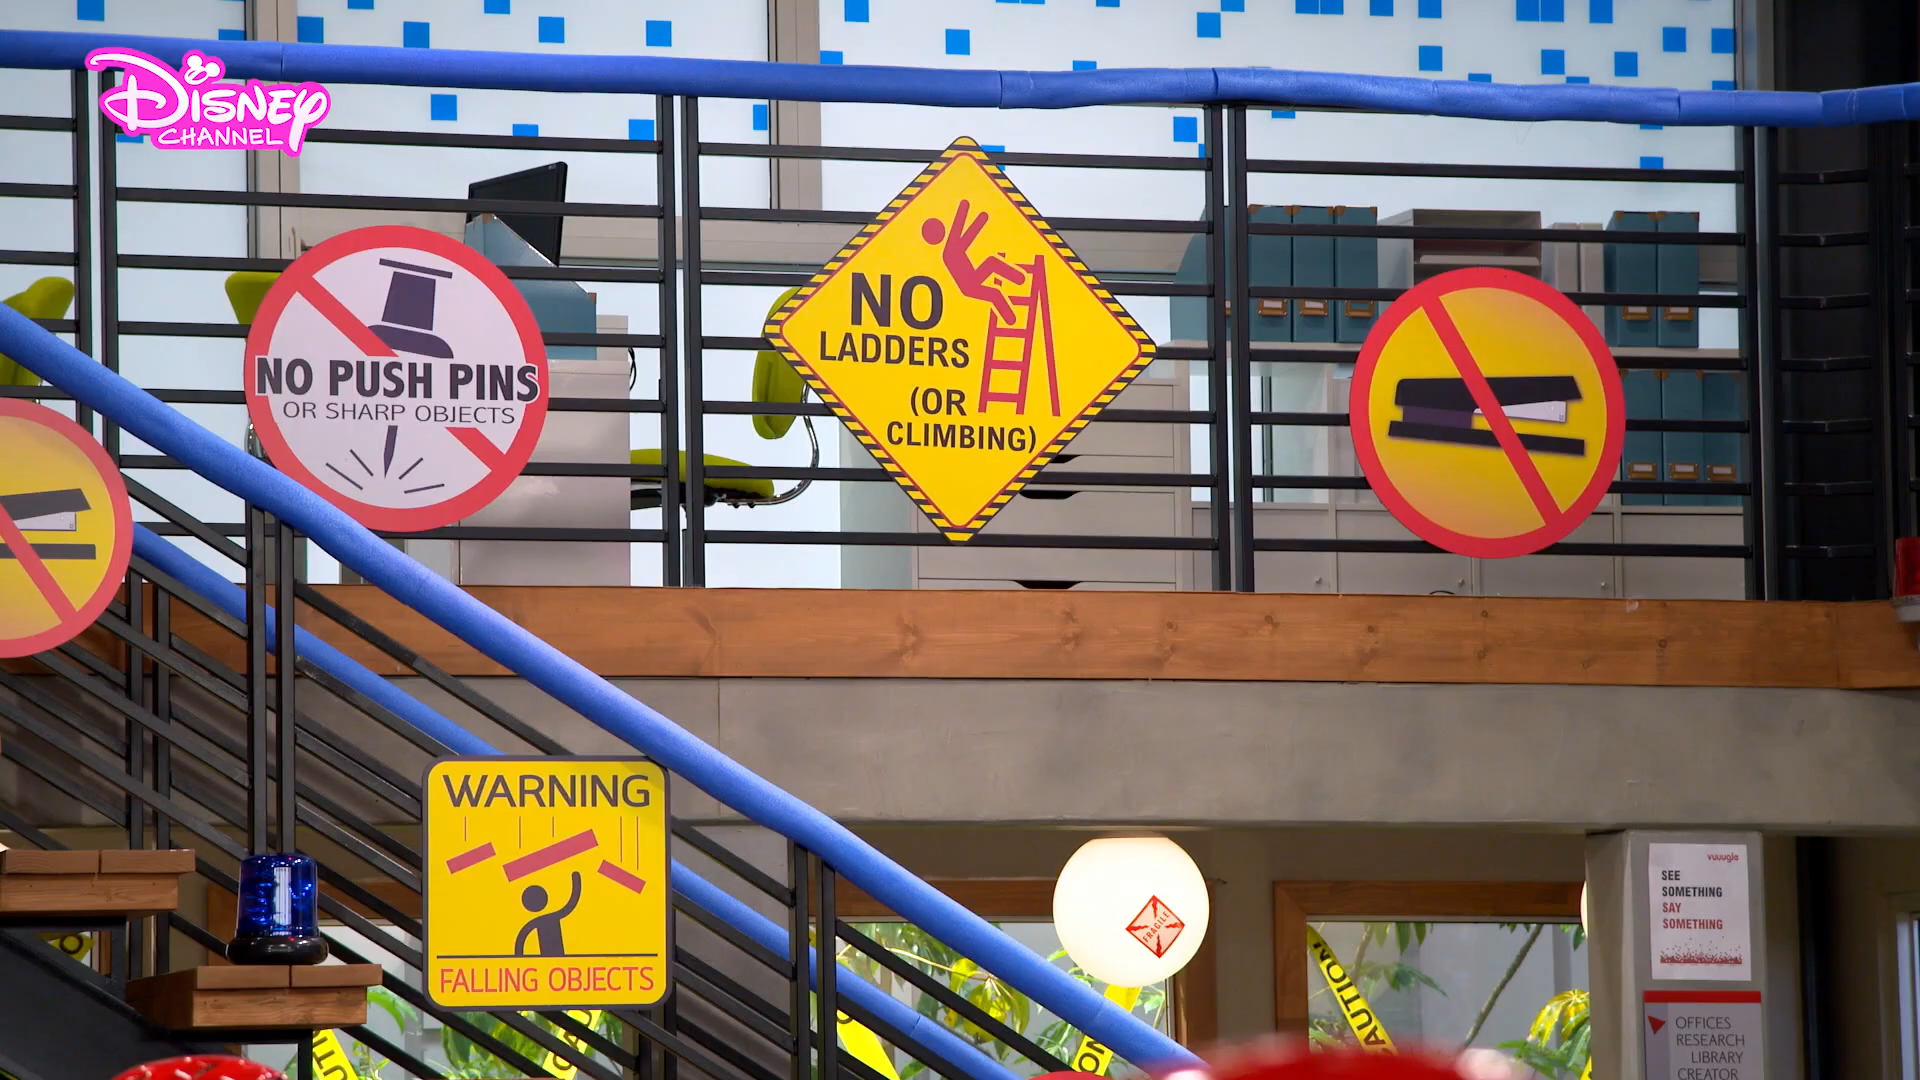 DISNEY
CHANNEL
NO PUSH PINS
OR SHARP OBJECTS
NO
LADDERS
(OR
CLIMBING)
WARNING
FALLING OBJECTS
FRAGILE
CAUTION
vuuugle
SEE
SOMETHING
SAY
SOMETHING
OFFICES
RESEARCH
LIBRARY
CREATOR